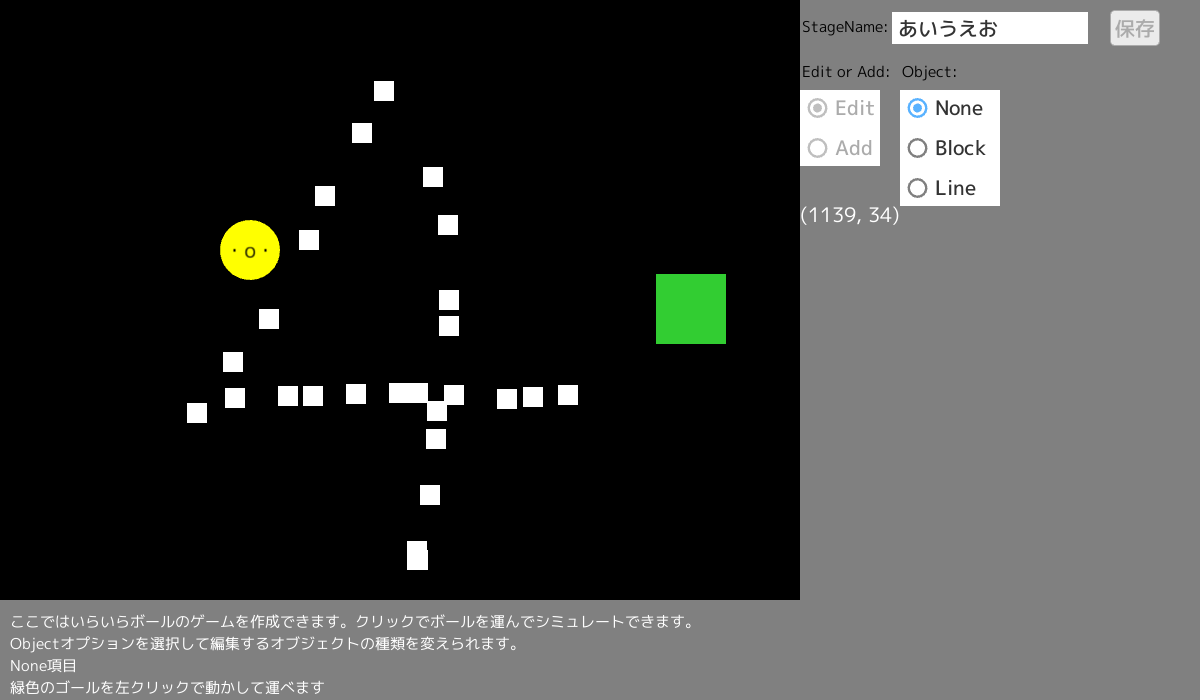 StageName: あいうえお 保存
Edit or Add: Object:
Edit None
Add Block
Line
(1139, 34)
・o・
ここではいらいらボールのゲームを作成できます。クリックでボールを運んでシミュレートできます。
Objectオプションを選択して編集するオブジェクトの種類を変えられます。
None項目
緑色のゴールを左クリックで動かして運べます